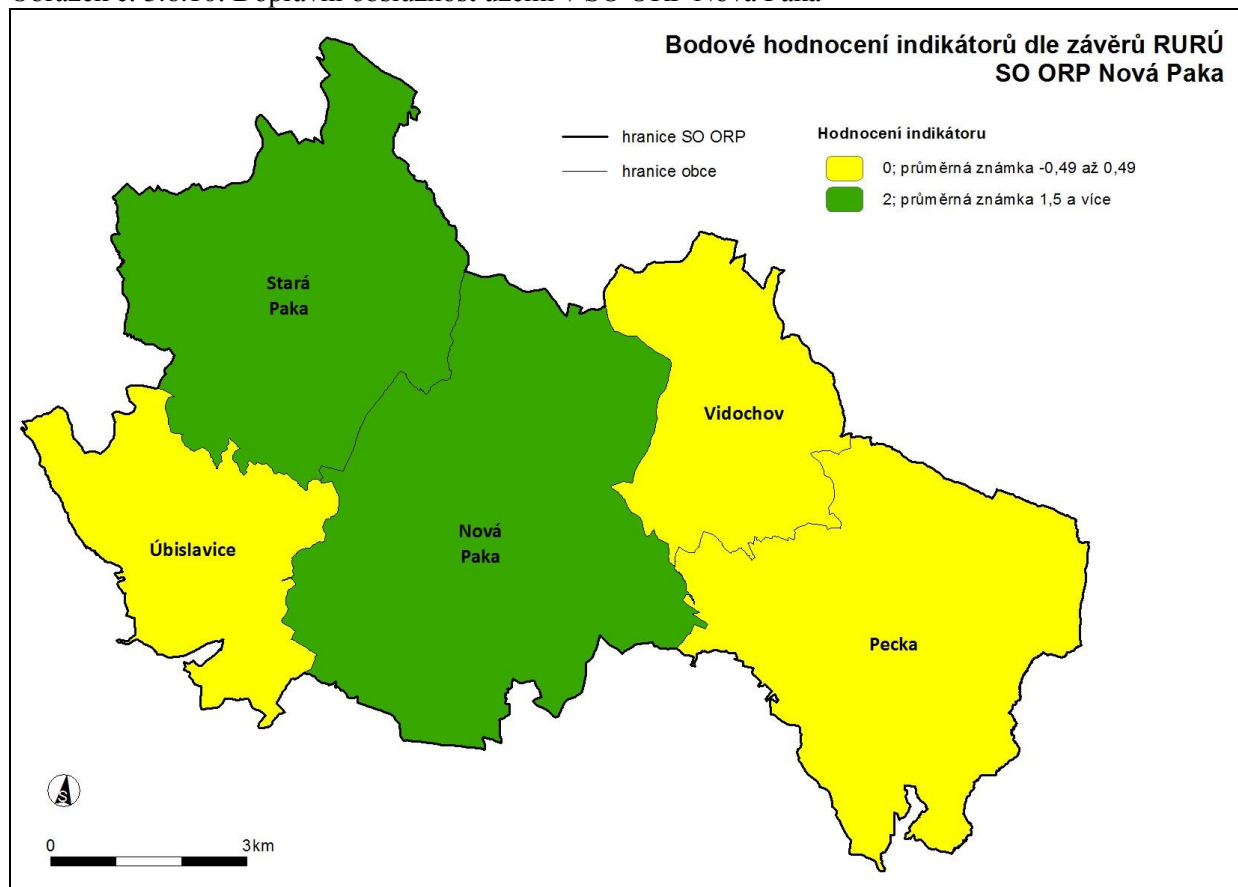 Bodové hodnocení indikátorů dle závěrů RURÚ
SO ORP Nová Paka
hranice SO ORP
hranice obce
Hodnocení indikátoru
0; průměrná známka -0,49 až 0,49
2; průměrná známka 1,5 a více
Stará
Paka
Vidochov
Nová
Paka
Úbislavice
Pecka
S
0 3km